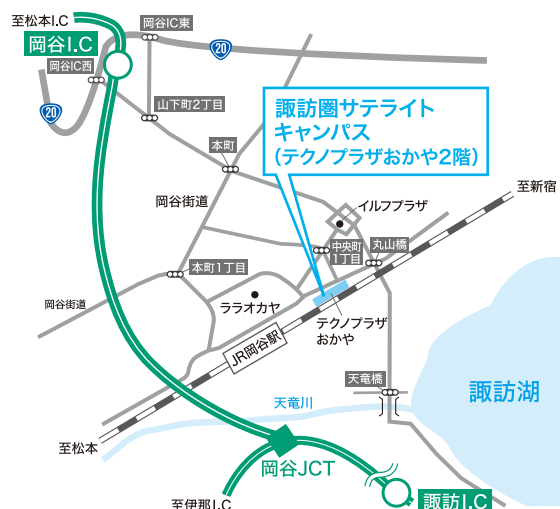 至松本I.C
岡谷IC東
岡谷I.C
20
岡谷IC西
20
山下町2丁目
諏訪圏サテライト
キャンパス
（テクノプラザおかや2階）
本町
至新宿
岡谷街道
イルフプラザ
中央町
1丁目
丸山橋
本町1丁目
岡谷街道
ララオカヤ
テクノプラザ
おかや
JR岡谷駅
天竜橋
諏訪湖
天竜川
至松本
岡谷JCT
至伊那I.C
諏訪I.C